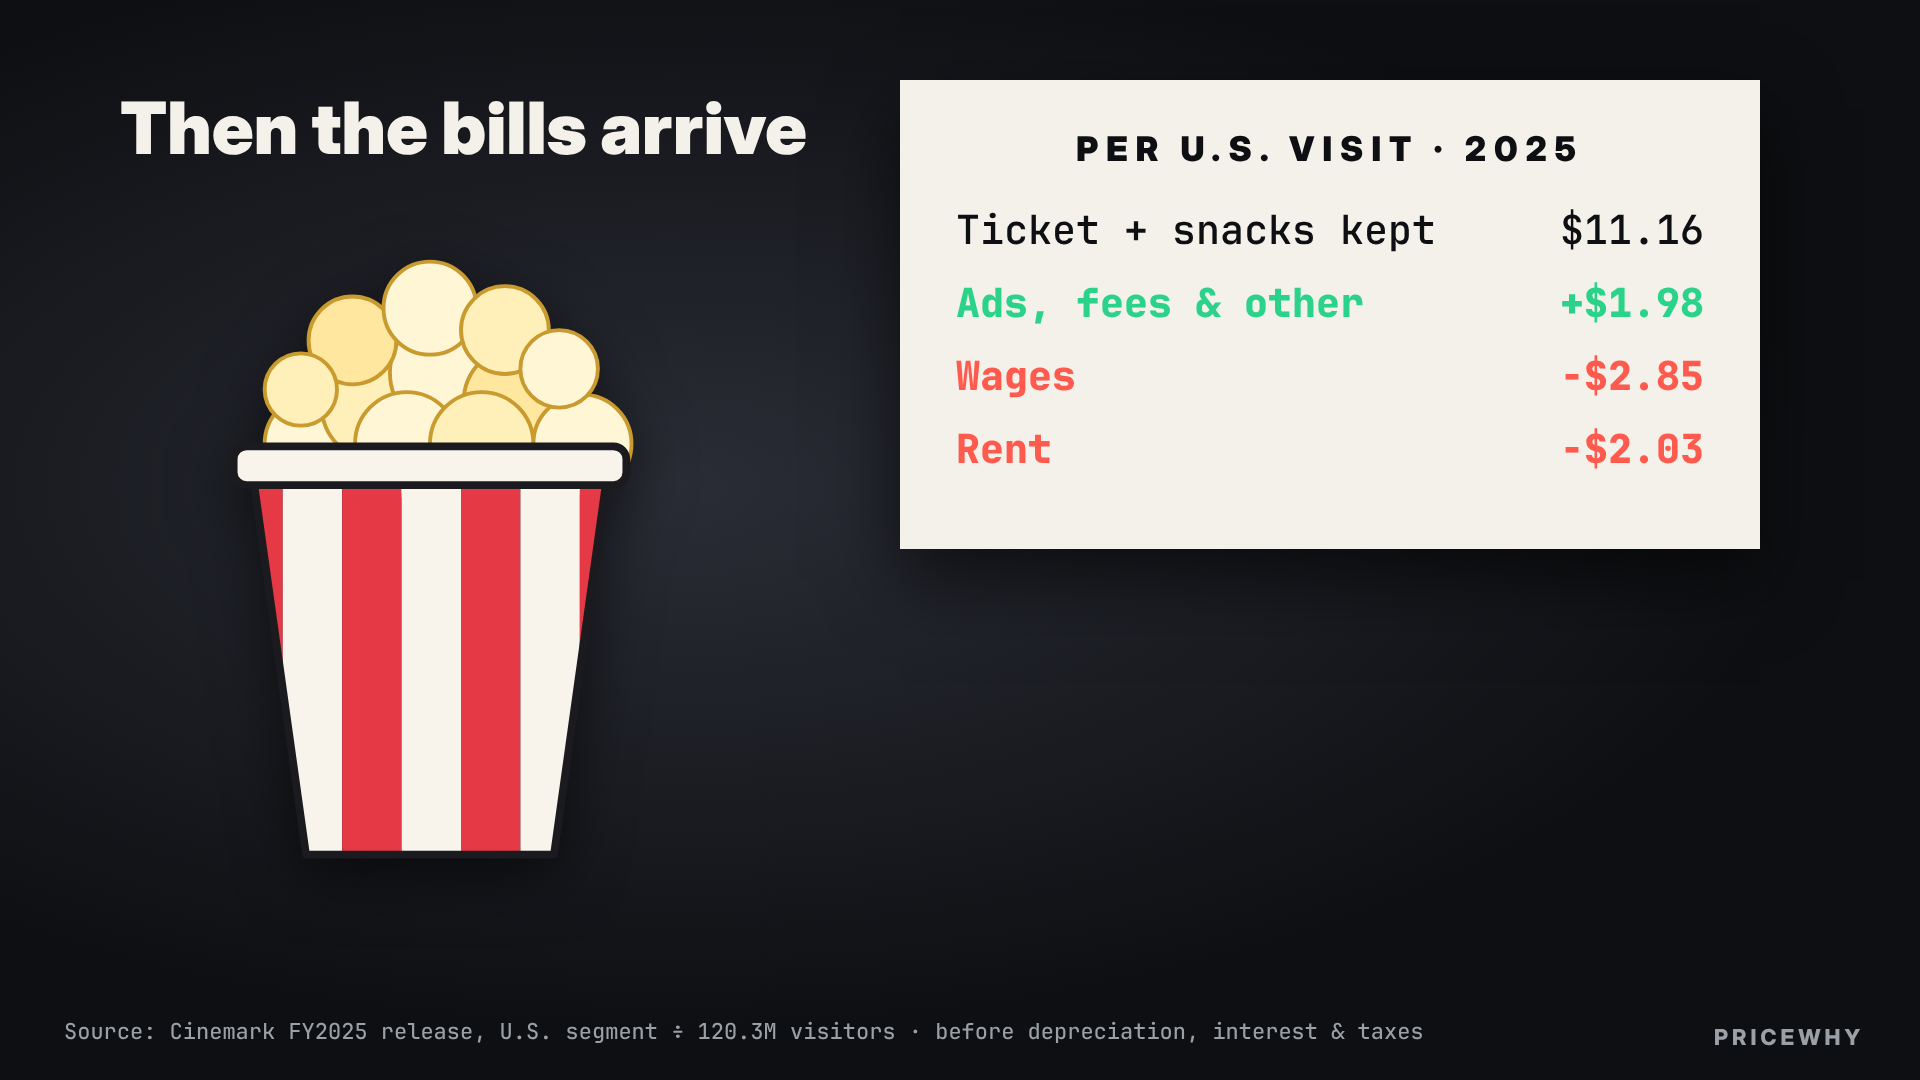 Then the bills arrive
PER U.S. VISIT · 2025
Ticket + snacks kept $11.16
Ads, fees & other +$1.98
Wages -$2.85
Rent -$2.03
Source: Cinemark FY2025 release, U.S. segment ÷ 120.3M visitors · before depreciation, interest & taxes
PRICEWHY